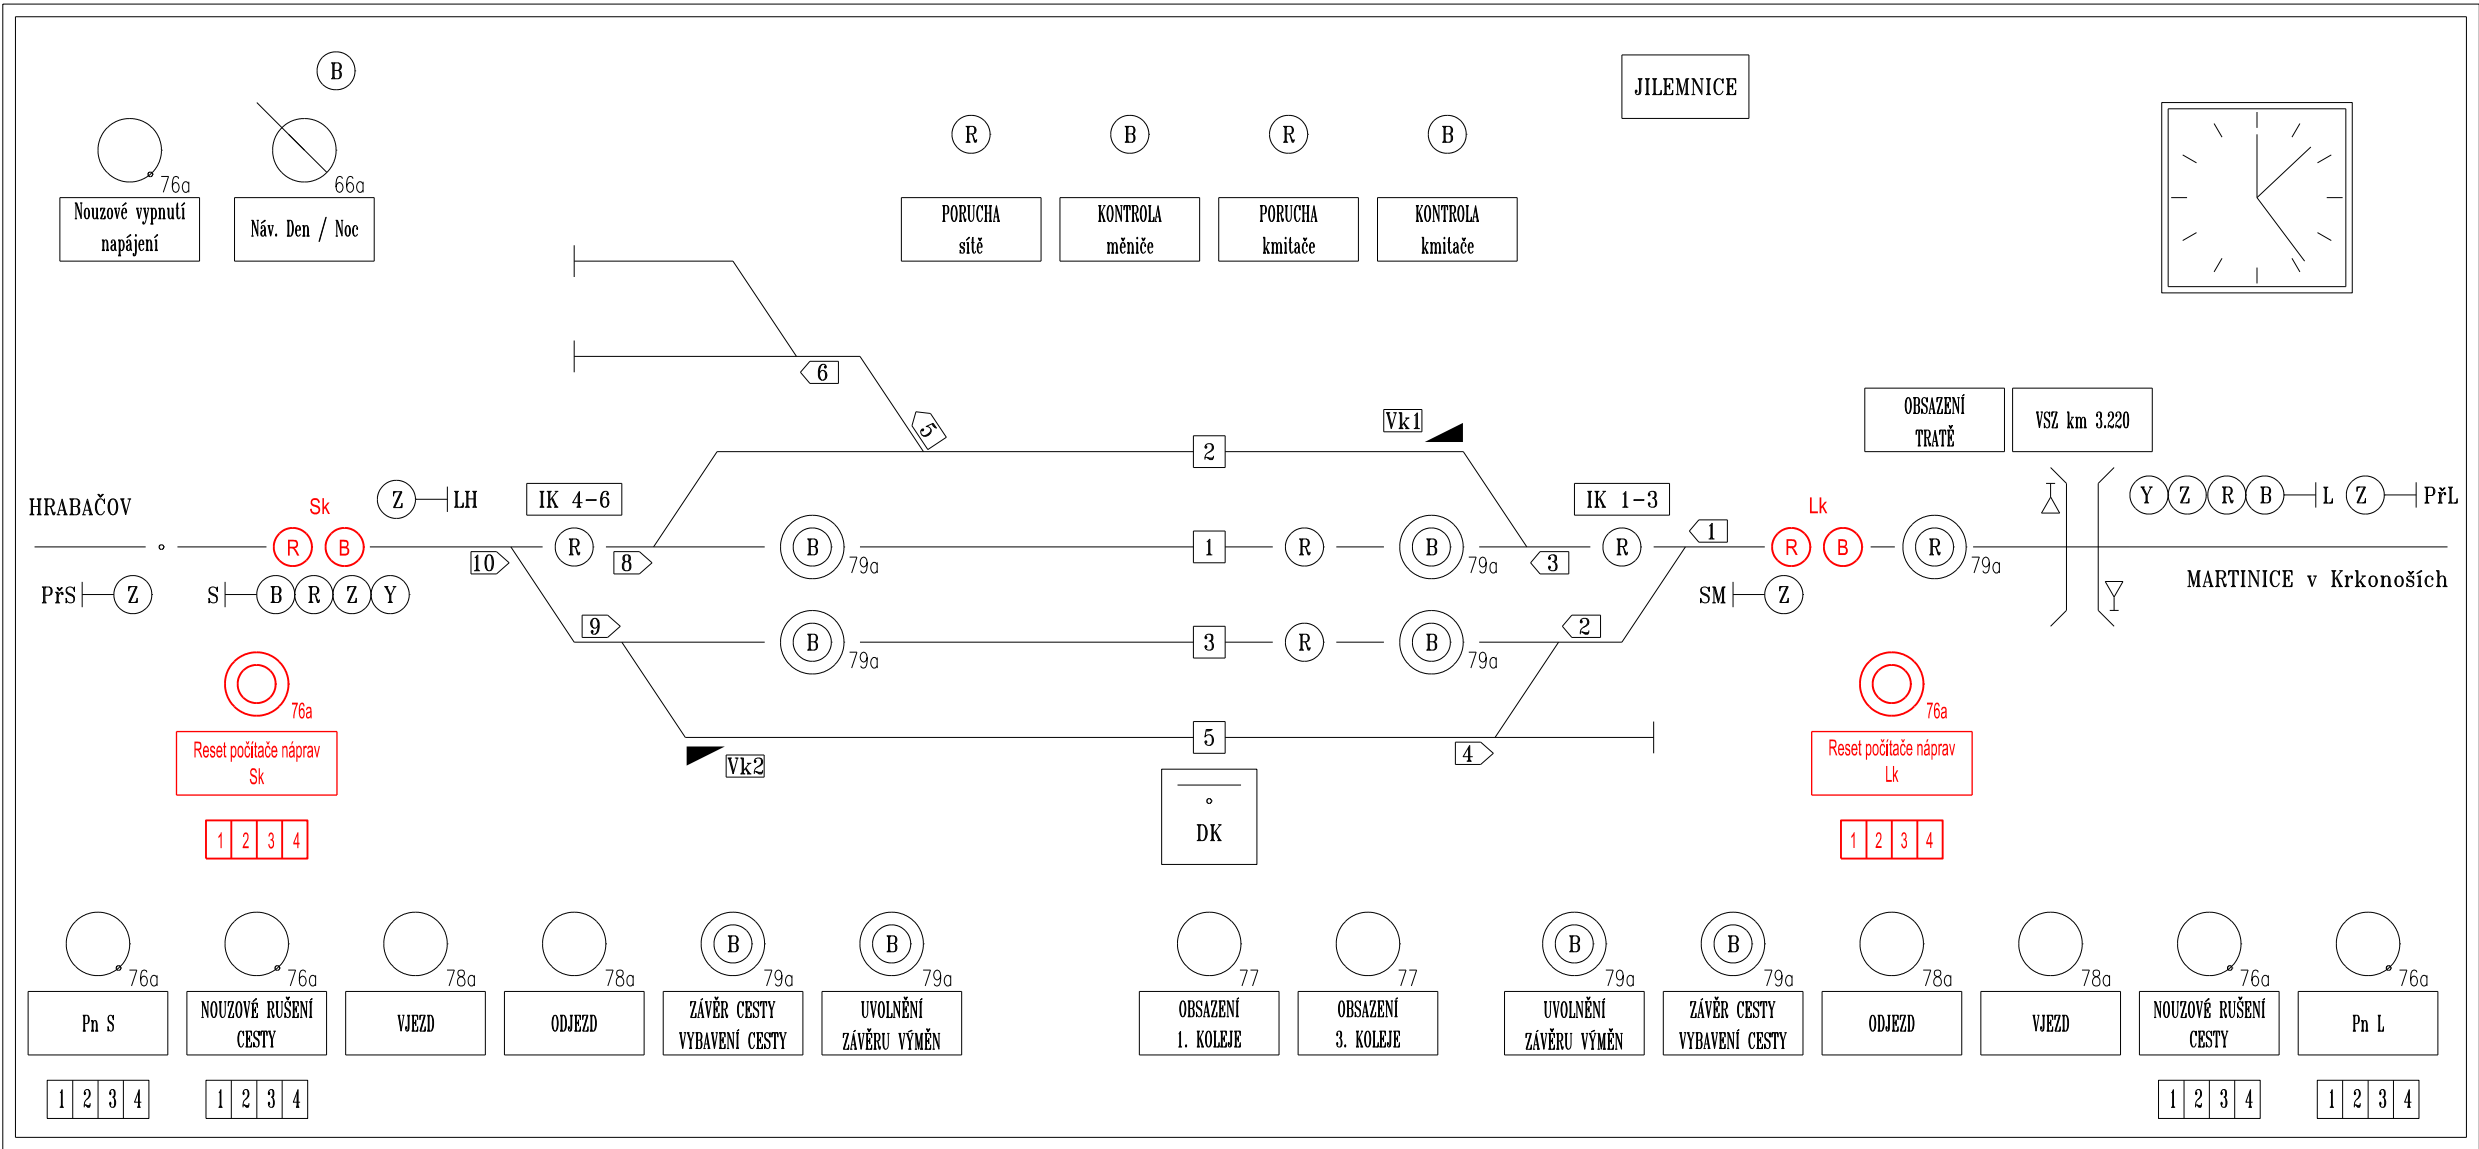 B
JILEMNICE
R
B
R
B
76a
66a
Nouzové vypnutí
napájení
Náv. Den / Noc
PORUCHA
sítě
KONTROLA
měniče
PORUCHA
kmitače
KONTROLA
kmitače
6
5
Vk1
2
OBSAZENÍ
TRATĚ
VSZ km 3.220
HRABAČOV
Sk
Z
LH
IK 4-6
IK 1-3
Lk
Y
Z
R
B
L
Z
PřL
R
B
10
R
8
B
79a
1
R
B
79a
3
R
1
R
B
R
79a
PřS
Z
S
B
R
Z
Y
SM
Z
MARTINICE v Krkonoších
9
B
79a
3
R
B
79a
2
76a
76a
Reset počítače náprav
Sk
Vk2
5
4
Reset počítače náprav
Lk
DK
1 2 3 4
1 2 3 4
76a
76a
78a
78a
B
79a
B
79a
77
77
B
79a
B
79a
78a
78a
76a
76a
Pn S
NOUZOVÉ RUŠENÍ
CESTY
VJEZD
ODJEZD
ZÁVĚR CESTY
VYBAVENÍ CESTY
UVOLNĚNÍ
ZÁVĚRU VÝMĚN
OBSAZENÍ
1. KOLEJE
OBSAZENÍ
3. KOLEJE
UVOLNĚNÍ
ZÁVĚRU VÝMĚN
ZÁVĚR CESTY
VYBAVENÍ CESTY
ODJEZD
VJEZD
NOUZOVÉ RUŠENÍ
CESTY
Pn L
1 2 3 4
1 2 3 4
1 2 3 4
1 2 3 4